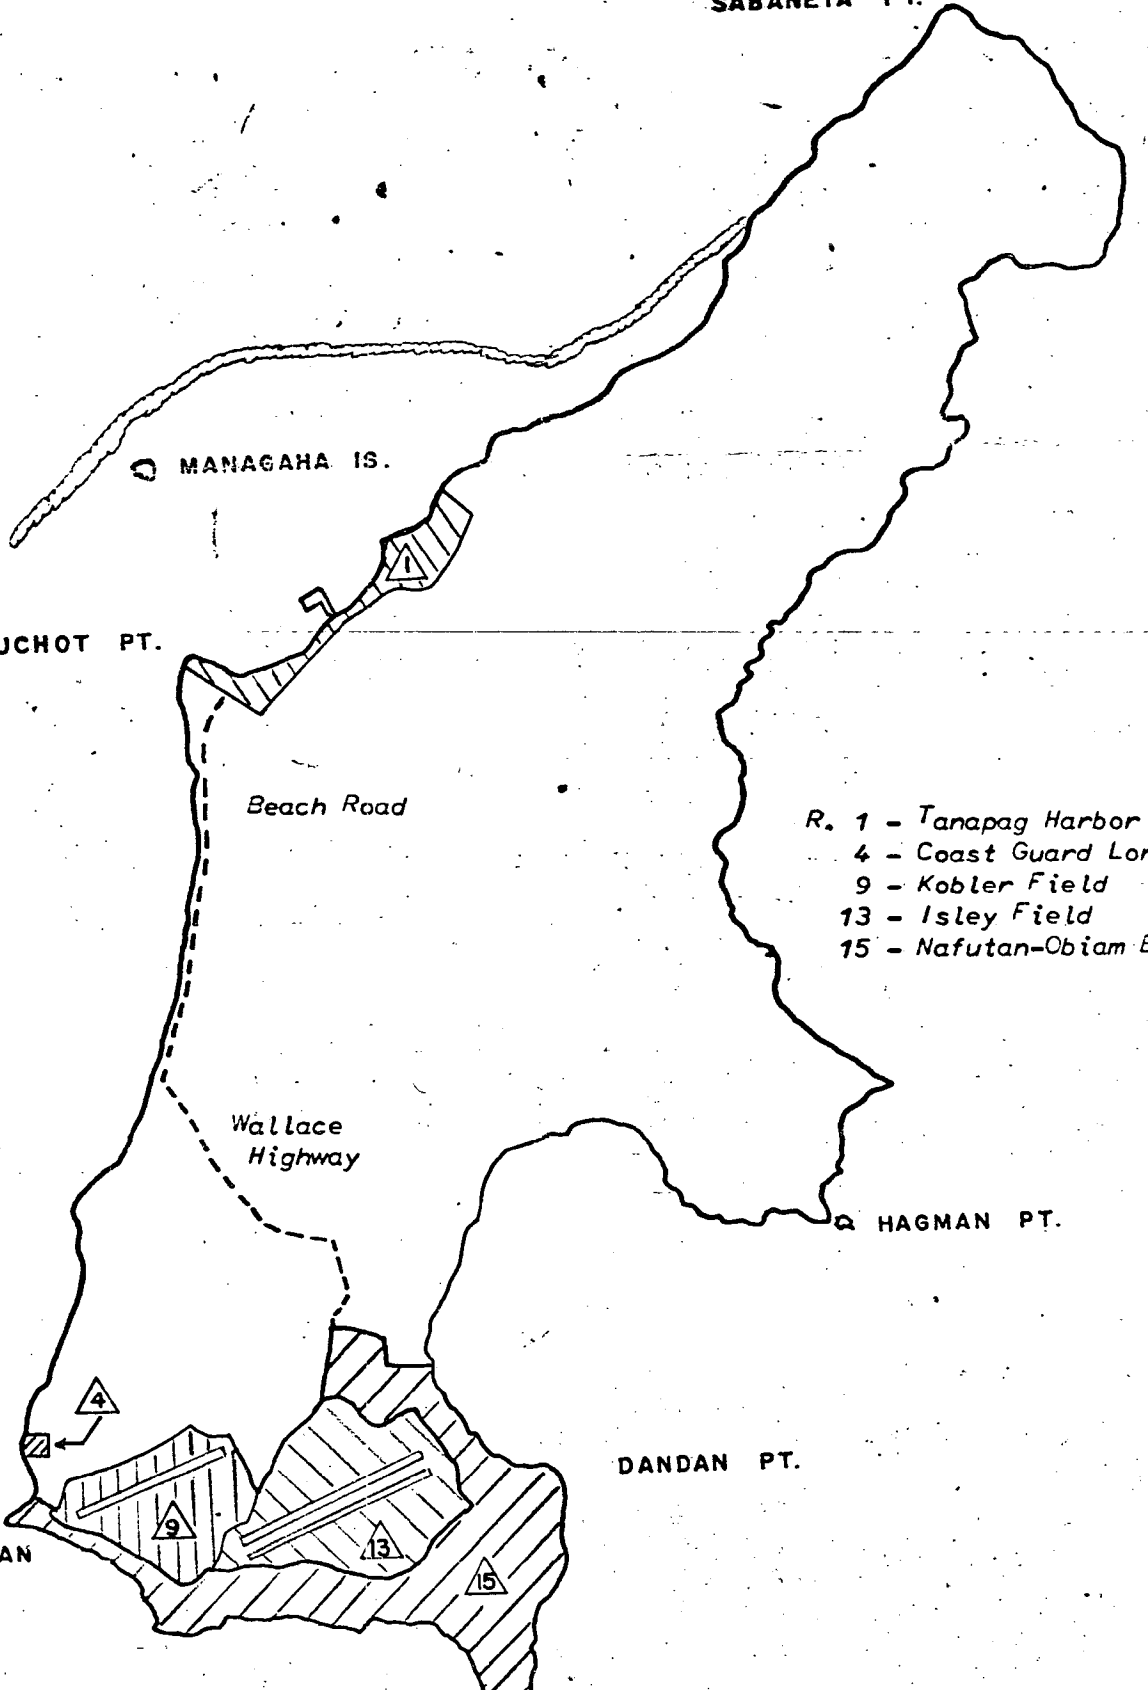 SABANETA PT.
MANAGAHA IS.
1
UCHOT PT.
Beach Road
R. 1 - Tanapag Harbor
4 - Coast Guard Lor
9 - Kobler Field
13 - Isley Field
15 - Nafutan-Obiam
Wallace
Highway
HAGMAN PT.
4
DANDAN PT.
9
13
AN
15